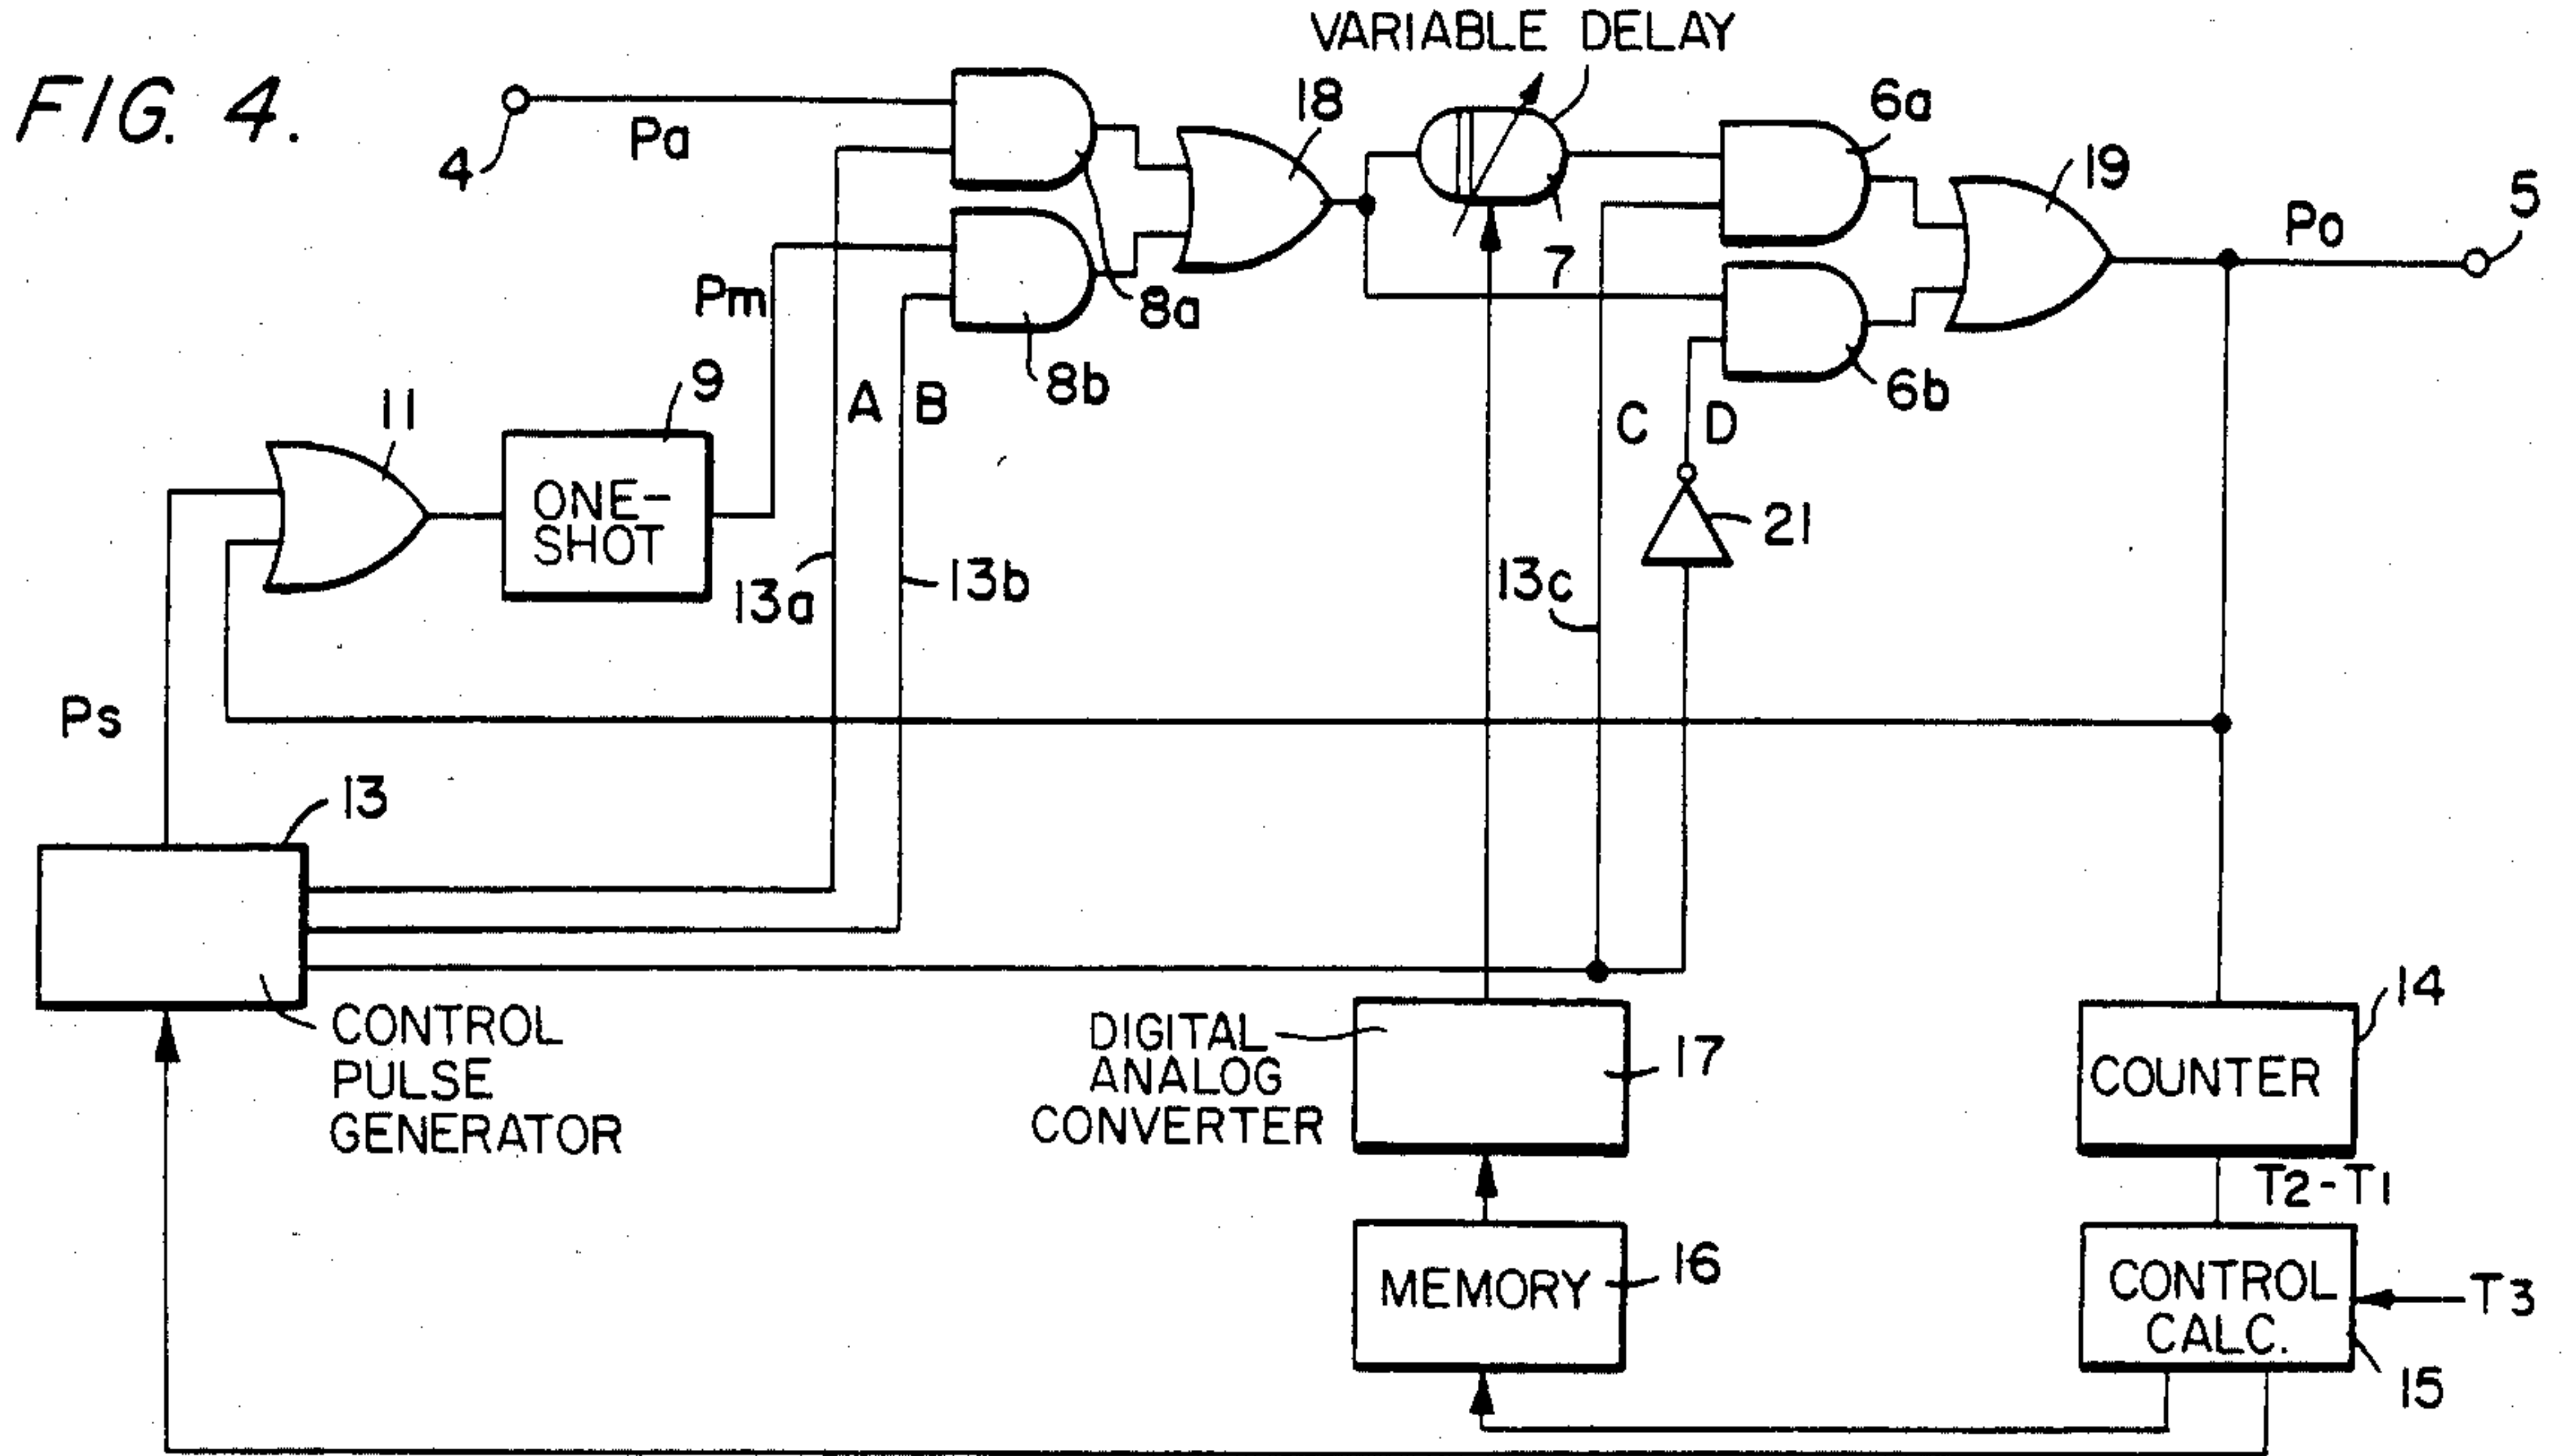 FIG. 4.
VARIABLE DELAY
4
Pa
18
6a
19
Po
5
7
8a
Pm
8b
6b
11
9
A
B
C
D
ONE-
SHOT
21
13a
13b
13c
Ps
13
CONTROL
PULSE
GENERATOR
DIGITAL
ANALOG
CONVERTER
17
14
COUNTER
T2-T1
MEMORY
16
CONTROL
CALC.
T3
15